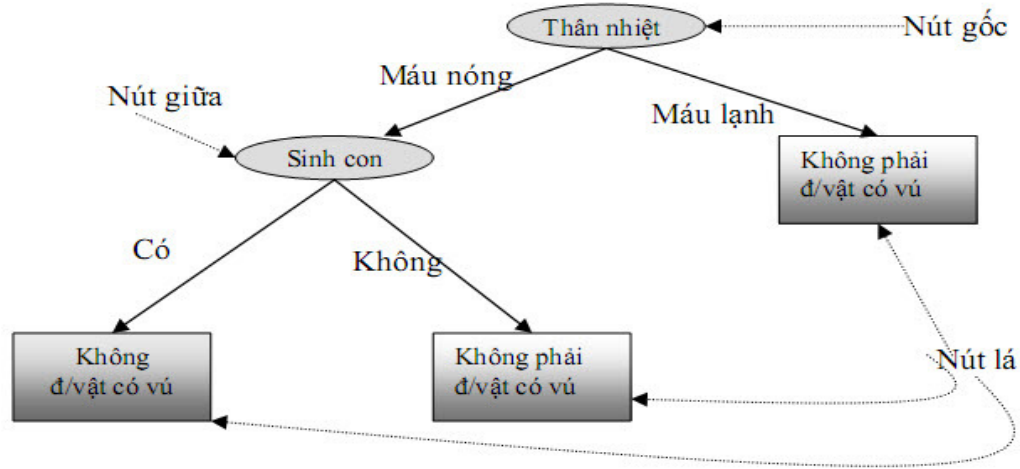 Thân nhiệt
Nút gốc
Máu nóng
Nút giữa
Máu lạnh
Sinh con
Không phải
đ/vật có vú
Có
Không
Không
đ/vật có vú
Không phải
đ/vật có vú
Nút lá